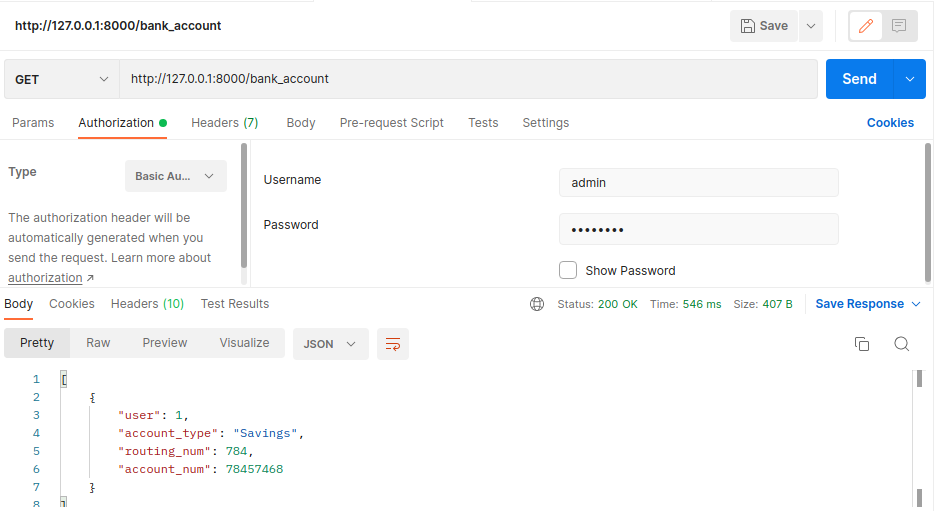 http://127.0.0.1:8000/bank_account
Save
GET http://127.0.0.1:8000/bank_account Send
Params Authorization Headers (7) Body Pre-request Script Tests Settings Cookies
Type Basic Au...
The authorization header will be
automatically generated when you
send the request. Learn more about
authorization ↗
Username admin
Password ••••••••
Show Password
Body Cookies Headers (10) Test Results Status: 200 OK Time: 546 ms Size: 407 B Save Response
Pretty Raw Preview Visualize JSON
1 [
2 {
3 "user": 1,
4 "account_type": "Savings",
5 "routing_num": 784,
6 "account_num": 78457468
7 }
8 ]